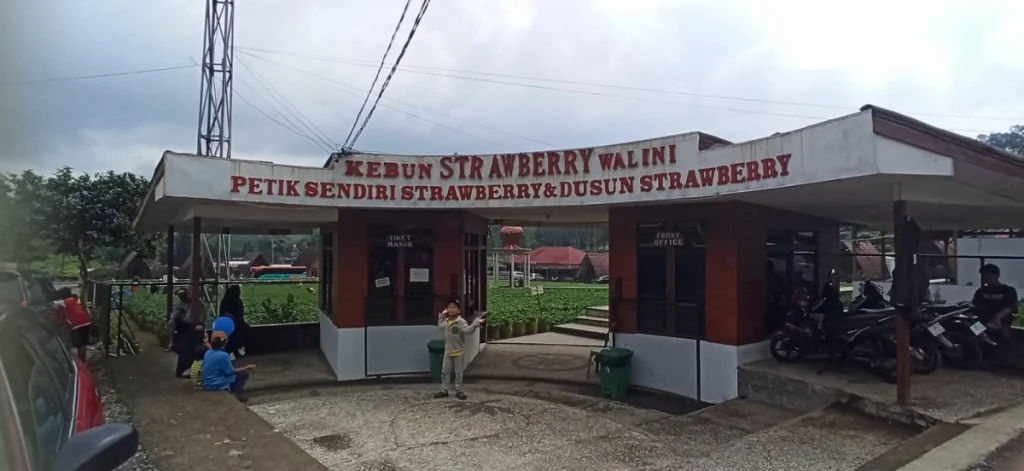 KEBUN STRAWBERRY WALINI
PETIK SENDIRI STRAWBERRY & DUSUN STRAWBERRY
TIKET
MASUK
FRONT
OFFICE